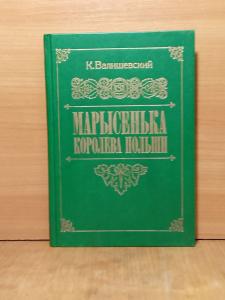 К. Валишевский
МАРЫСЕНЬКА
КОРОЛЕВА ПОЛЬШИ